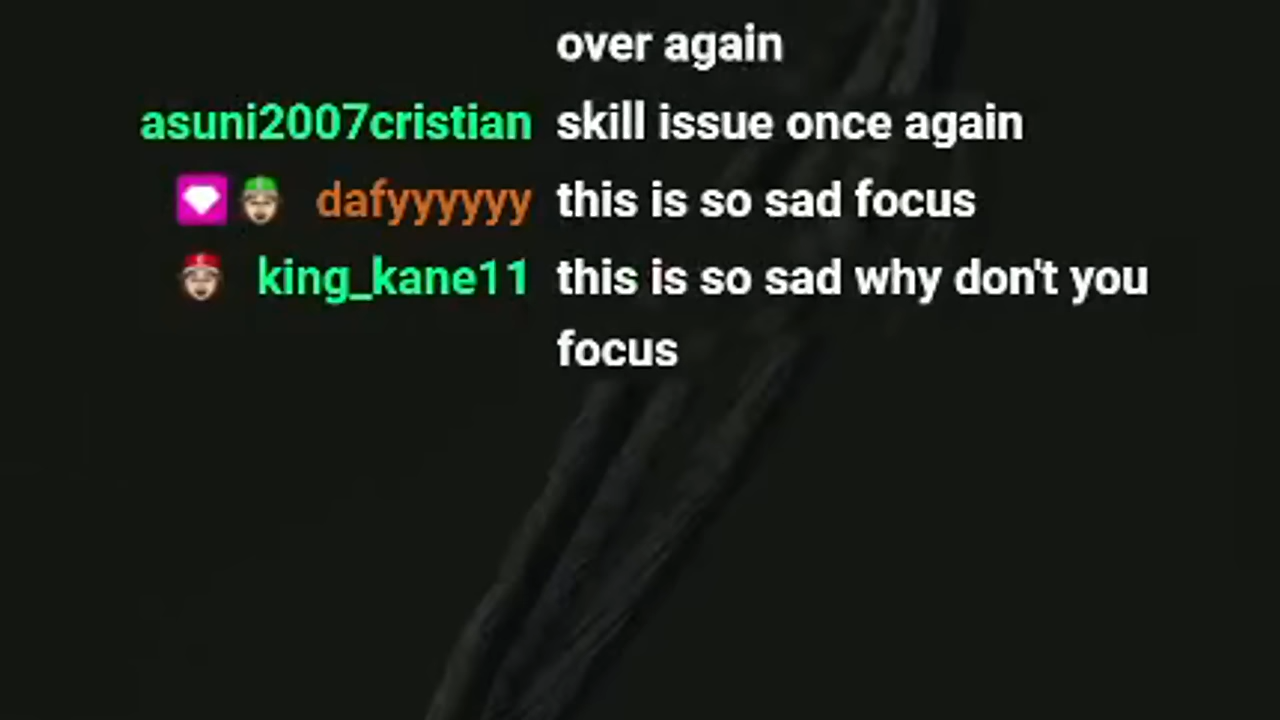 over again
asuni2007cristian skill issue once again
dafyyyyyy this is so sad focus
king_kane11 this is so sad why don't you
focus